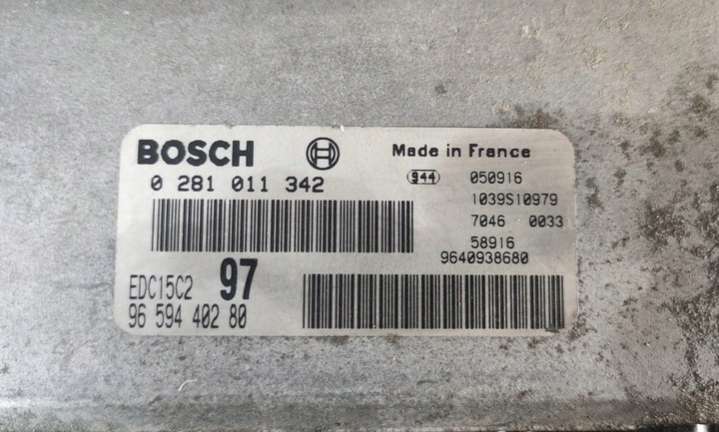 BOSCH
Made in France
0 281 011 342
944 050916
1039S10979
7046 0033
58916
9640938680
EDC15C2 97
96 594 402 80